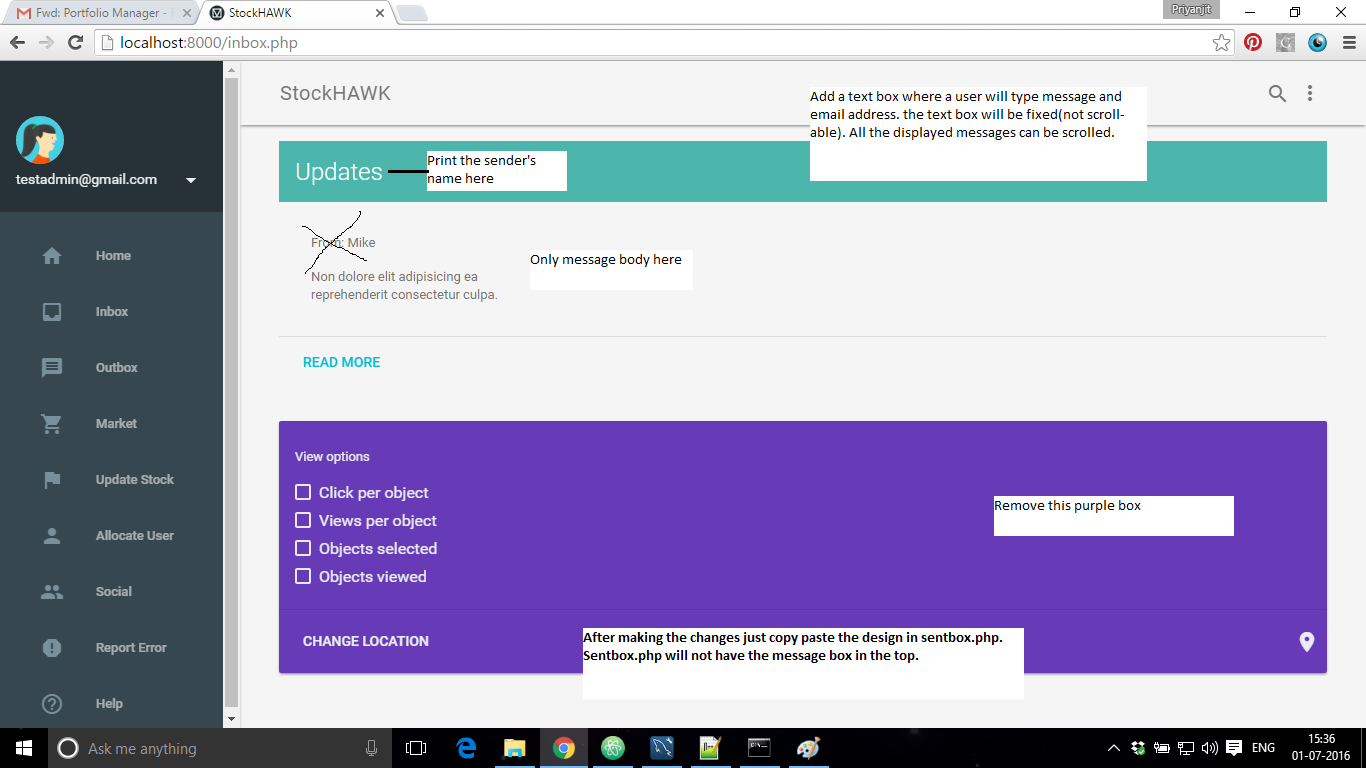 Fwd: Portfolio Manager -
StockHAWK
Priyanjit
localhost:8000/inbox.php
StockHAWK
Add a text box where a user will type message and
email address. the text box will be fixed(not scroll-
able). All the displayed messages can be scrolled.
testadmin@gmail.com
Updates
Print the sender's
name here
From: Mike
Only message body here
Non dolore elit adipisicing ea
reprehenderit consectetur culpa.
READ MORE
Home
Inbox
Outbox
Market
Update Stock
Allocate User
Social
Report Error
Help
View options
Click per object
Views per object
Objects selected
Objects viewed
Remove this purple box
CHANGE LOCATION
After making the changes just copy paste the design in sentbox.php.
Sentbox.php will not have the message box in the top.
Ask me anything
ENG
15:36
01-07-2016